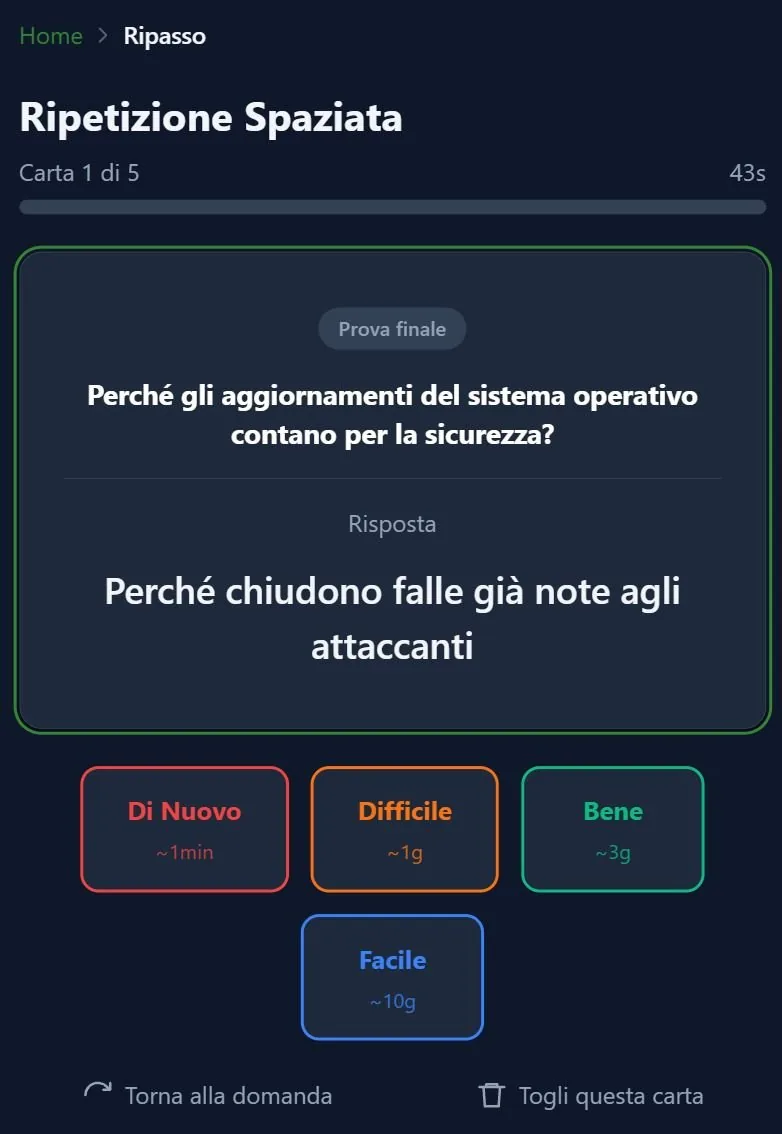 Home > Ripasso
Ripetizione Spaziata
Carta 1 di 5 43s
Prova finale
Perché gli aggiornamenti del sistema operativo
contano per la sicurezza?
Risposta
Perché chiudono falle già note agli
attaccanti
Di Nuovo Difficile Bene
~1min ~1g ~3g
Facile
~10g
Torna alla domanda Togli questa carta